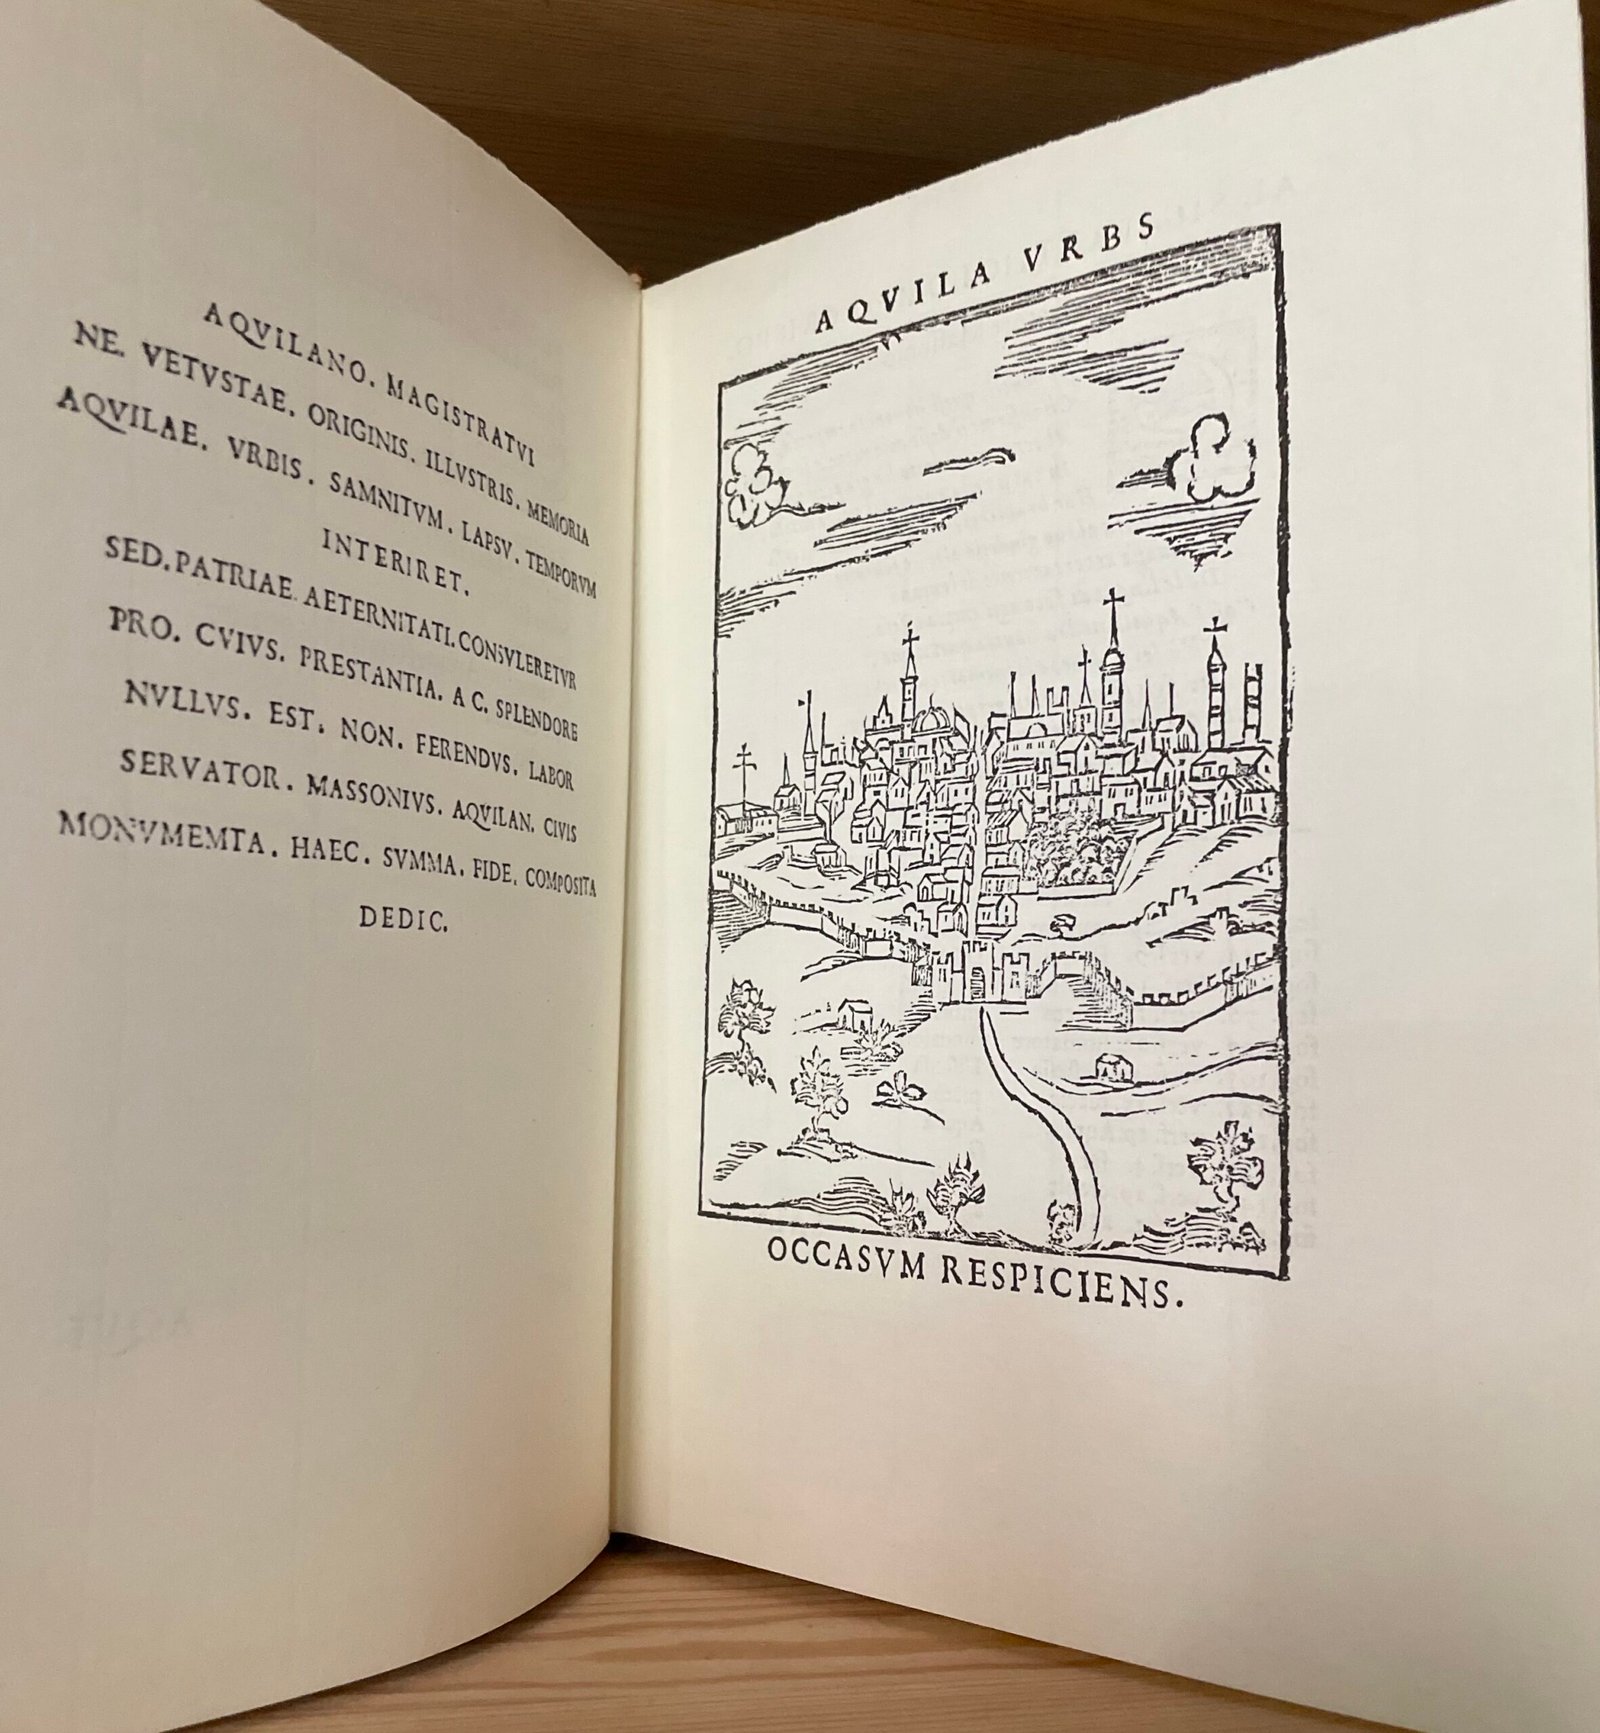 AQVILANO. MAGISTRATVI
NE. VETVSTAE. ORIGINIS. ILLVSTRIS. MEMORIA
AQVILAE. VRBIS. SAMNITVM. LAPSV. TEMPORVM
INTERIRET.
SED. PATRIAE. AETERNITATI. CONSVLERETVR
PRO. CVIVS. PRESTANTIA. A C. SPLENDORE
NVLLVS. EST. NON. FERENDVS. LABOR
SERVATOR. MASSONIVS. AQVILAN. CIVIS
MONVMEMTA. HAEC. SVMMA. FIDE. COMPOSITA
DEDIC.
AQVILA VRBS
OCCASVM RESPICIENS.